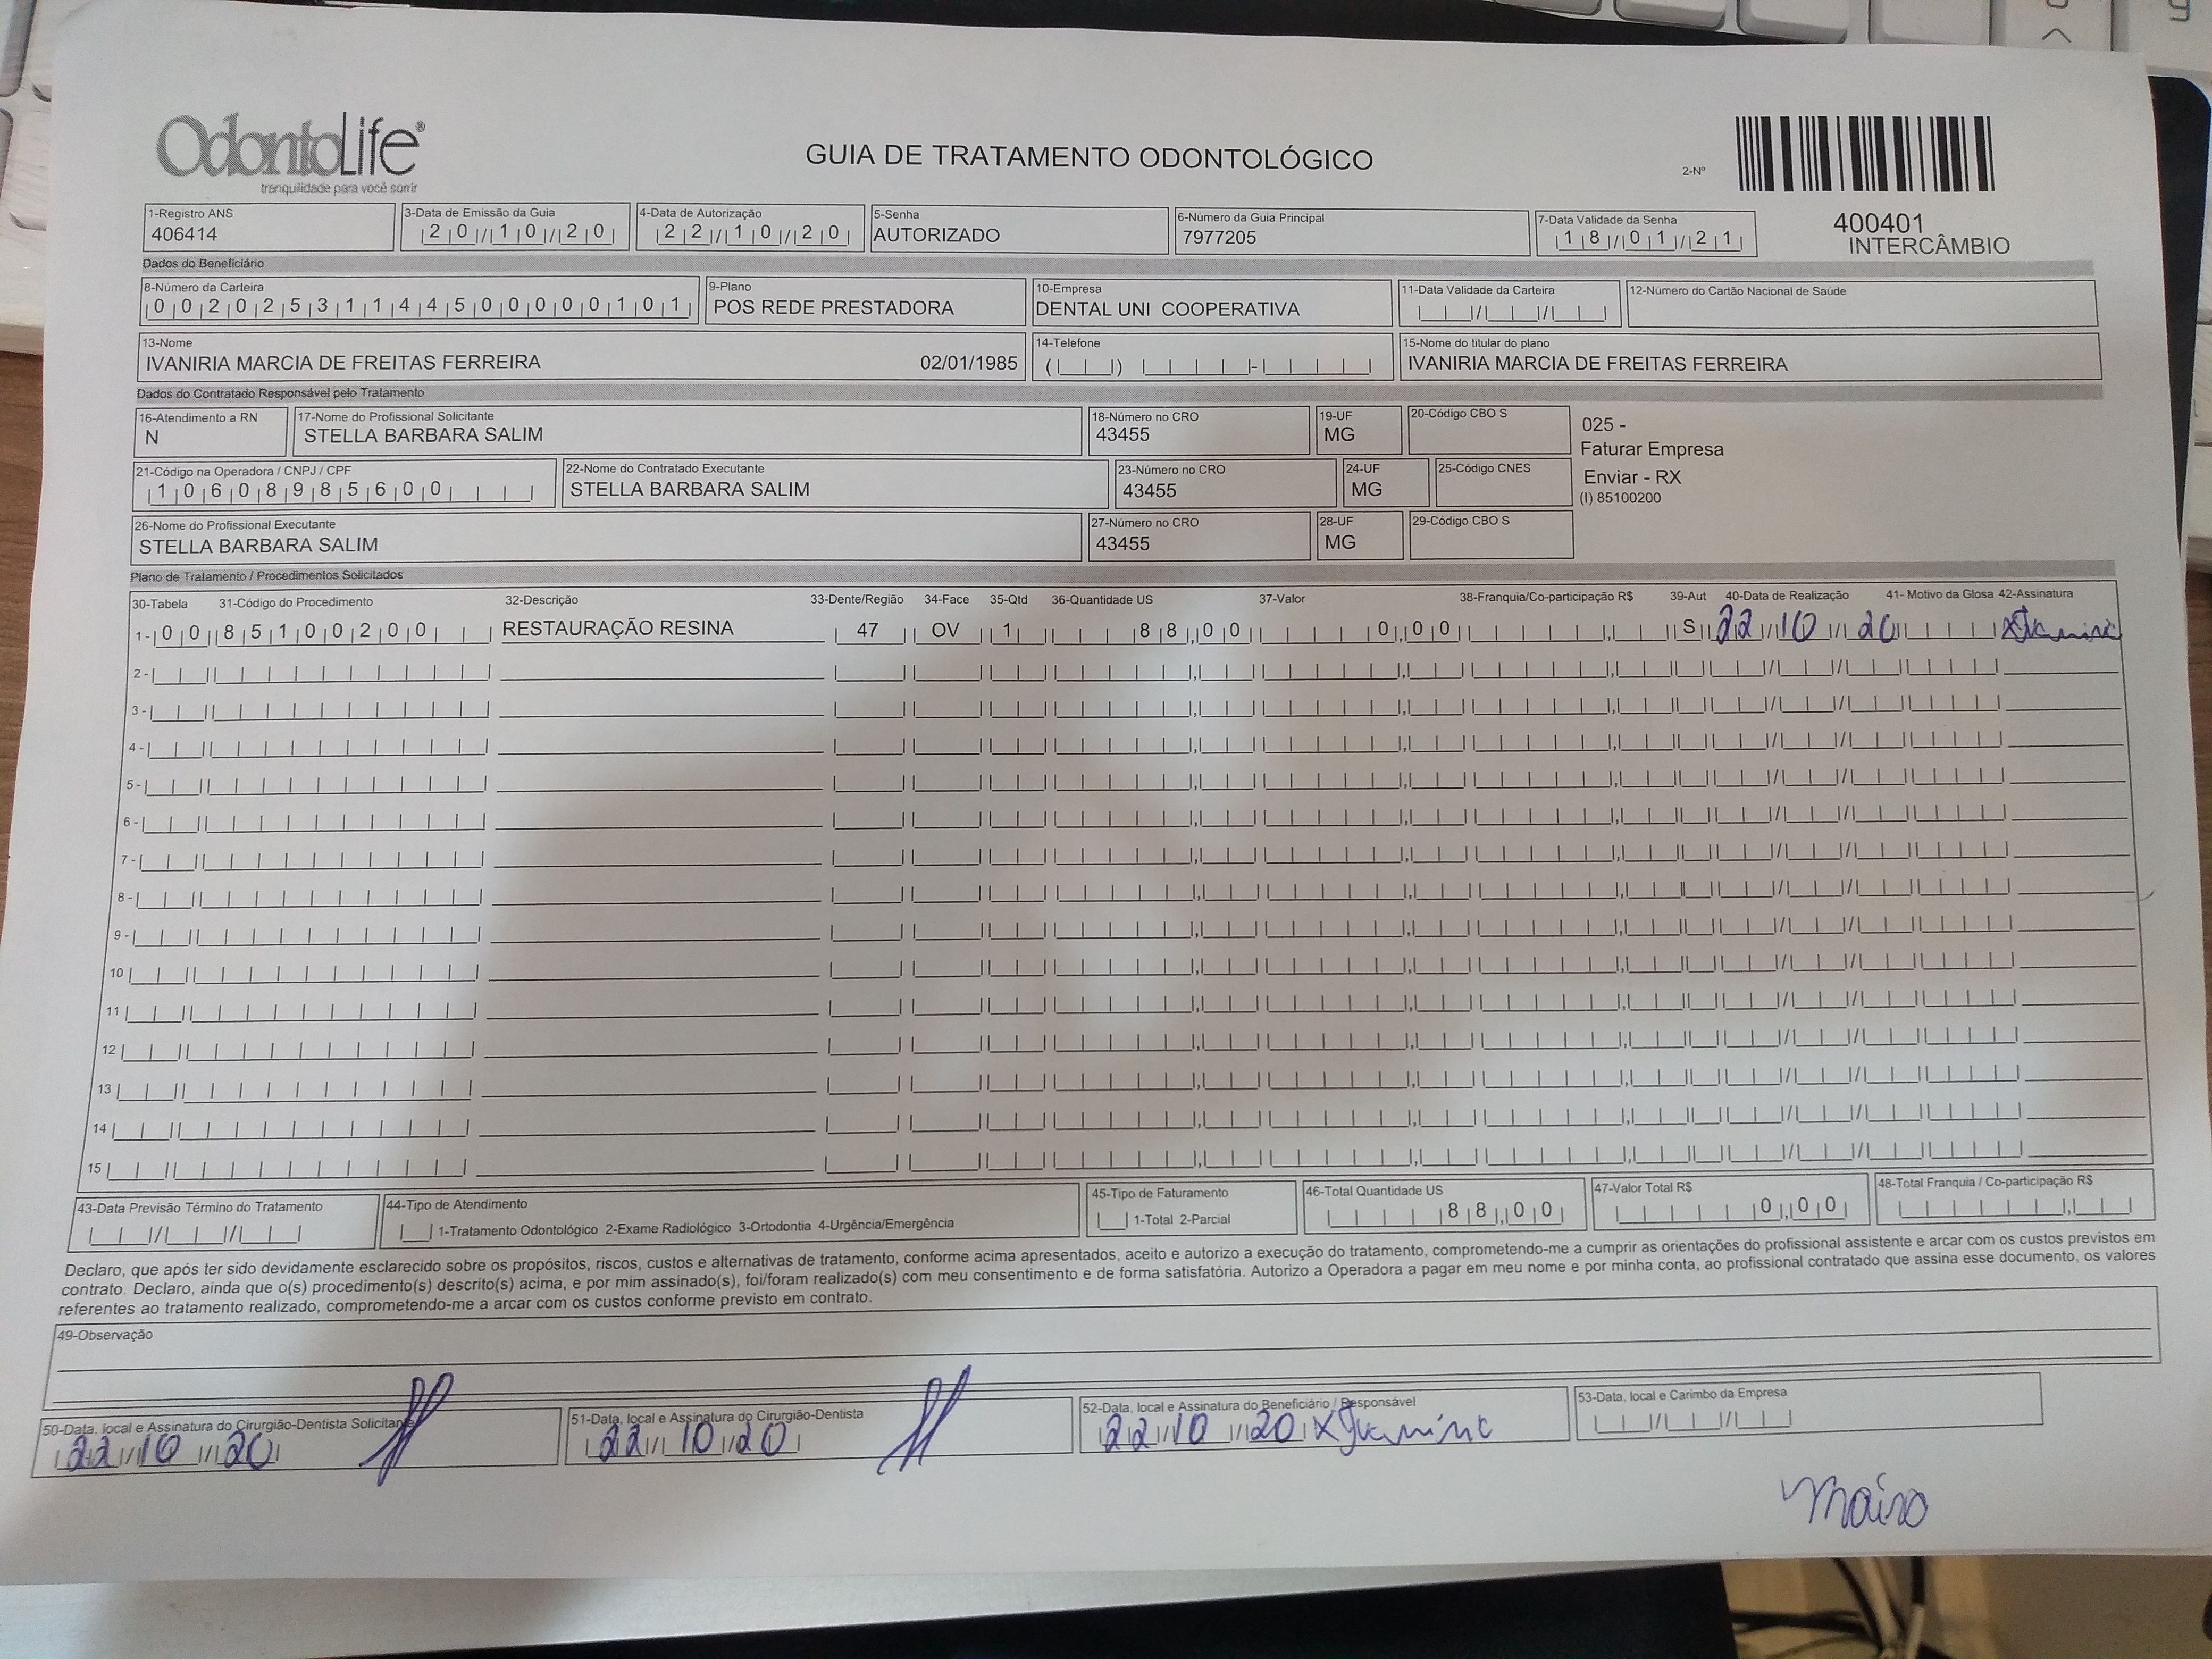 OdontoLife®
tranquilidade para você sorrir
GUIA DE TRATAMENTO ODONTOLÓGICO
2-Nº
400401
INTERCÂMBIO
1-Registro ANS 3-Data de Emissão da Guia 4-Data de Autorização 5-Senha 6-Número da Guia Principal 7-Data Validade da Senha
406414 20/10/20 22/10/20 AUTORIZADO 7977205 18/01/21
Dados do Beneficiário
8-Número da Carteira 9-Plano 10-Empresa 11-Data Validade da Carteira 12-Número do Cartão Nacional de Saúde
00202531144500000101 POS REDE PRESTADORA DENTAL UNI COOPERATIVA
13-Nome 14-Telefone 15-Nome do titular do plano
IVANIRIA MARCIA DE FREITAS FERREIRA 02/01/1985 IVANIRIA MARCIA DE FREITAS FERREIRA
Dados do Contratado Responsável pelo Tratamento
16-Atendimento a RN 17-Nome do Profissional Solicitante 18-Número no CRO 19-UF 20-Código CBO S
N STELLA BARBARA SALIM 43455 MG
025 -
Faturar Empresa
Enviar - RX
(I) 85100200
21-Código na Operadora / CNPJ / CPF 22-Nome do Contratado Executante 23-Número no CRO 24-UF 25-Código CNES
10608985600 STELLA BARBARA SALIM 43455 MG
26-Nome do Profissional Executante 27-Número no CRO 28-UF 29-Código CBO S
STELLA BARBARA SALIM 43455 MG
Plano de Tratamento / Procedimentos Solicitados
30-Tabela 31-Código do Procedimento 32-Descrição 33-Dente/Região 34-Face 35-Qtd 36-Quantidade US 37-Valor 38-Franquia/Co-participação R$ 39-Aut 40-Data de Realização 41- Motivo da Glosa 42-Assinatura
1- 00 85100200 RESTAURAÇÃO RESINA 47 OV 1 88,00 0,00 S 22/10/20
2-
3-
4-
5-
6-
7-
8-
9-
10
11
12
13
14
15
43-Data Previsão Término do Tratamento 44-Tipo de Atendimento 45-Tipo de Faturamento 46-Total Quantidade US 47-Valor Total R$ 48-Total Franquia / Co-participação R$
1-Tratamento Odontológico 2-Exame Radiológico 3-Ortodontia 4-Urgência/Emergência 1-Total 2-Parcial 88,00 0,00
Declaro, que após ter sido devidamente esclarecido sobre os propósitos, riscos, custos e alternativas de tratamento, conforme acima apresentados, aceito e autorizo a execução do tratamento, comprometendo-me a cumprir as orientações do profissional assistente e arcar com os custos previstos em
contrato. Declaro, ainda que o(s) procedimento(s) descrito(s) acima, e por mim assinado(s), foi/foram realizado(s) com meu consentimento e de forma satisfatória. Autorizo a Operadora a pagar em meu nome e por minha conta, ao profissional contratado que assina esse documento, os valores
referentes ao tratamento realizado, comprometendo-me a arcar com os custos conforme previsto em contrato.
49-Observação
50-Data, local e Assinatura do Cirurgião-Dentista Solicitante 51-Data, local e Assinatura do Cirurgião-Dentista 52-Data, local e Assinatura do Beneficiário / Responsável 53-Data, local e Carimbo da Empresa
22/10/20 22/10/20 22/10/20